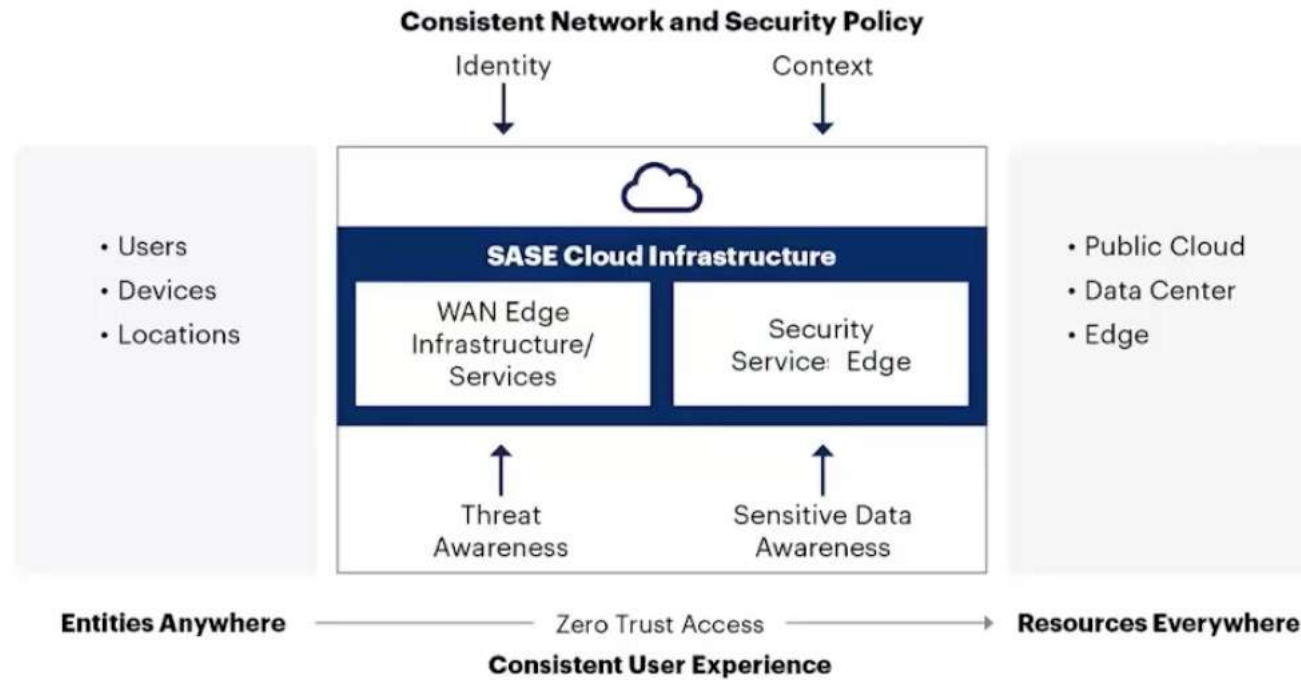 Consistent Network and Security Policy
Identity
Context
• Users
• Devices
• Locations
SASE Cloud Infrastructure
WAN Edge
Infrastructure/
Services
Security
Service: Edge
• Public Cloud
• Data Center
• Edge
Threat
Awareness
Sensitive Data
Awareness
Entities Anywhere
Zero Trust Access
Resources Everywhere
Consistent User Experience